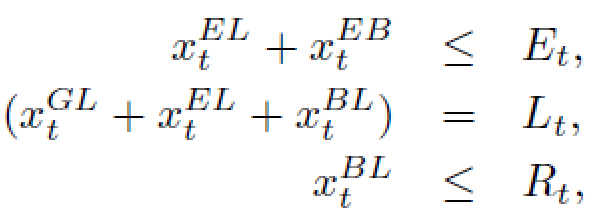 x_t^{EL} + x_t^{EB} ≤ E_t,
(x_t^{GL} + x_t^{EL} + x_t^{BL}) = L_t,
x_t^{BL} ≤ R_t,